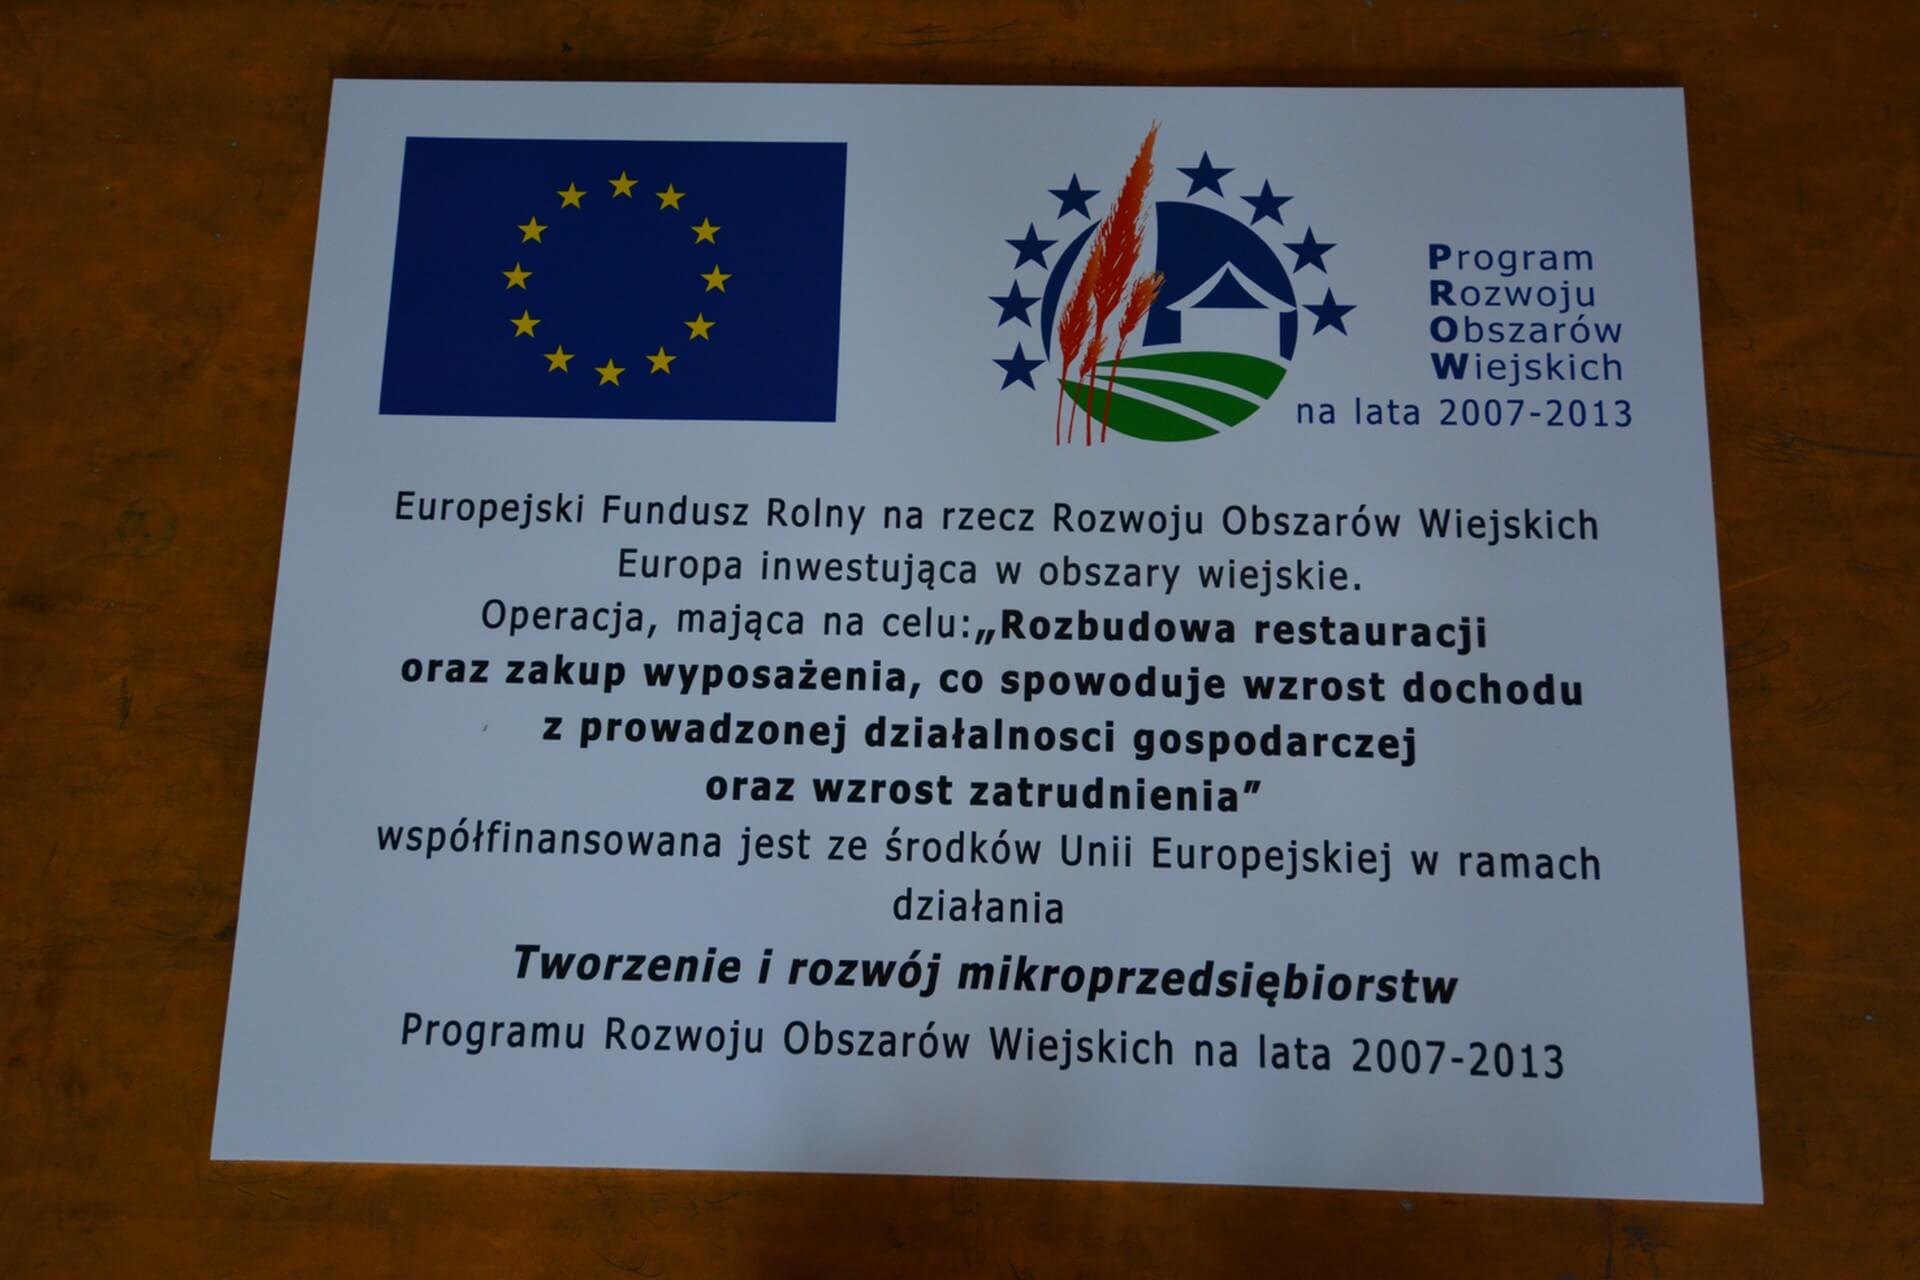 Program
Rozwoju
Obszarów
Wiejskich
na lata 2007-2013
Europejski Fundusz Rolny na rzecz Rozwoju Obszarów Wiejskich
Europa inwestująca w obszary wiejskie.
Operacja, mająca na celu:„Rozbudowa restauracji
oraz zakup wyposażenia, co spowoduje wzrost dochodu
z prowadzonej działalnosci gospodarczej
oraz wzrost zatrudnienia”
współfinansowana jest ze środków Unii Europejskiej w ramach
działania
Tworzenie i rozwój mikroprzedsiębiorstw
Programu Rozwoju Obszarów Wiejskich na lata 2007-2013